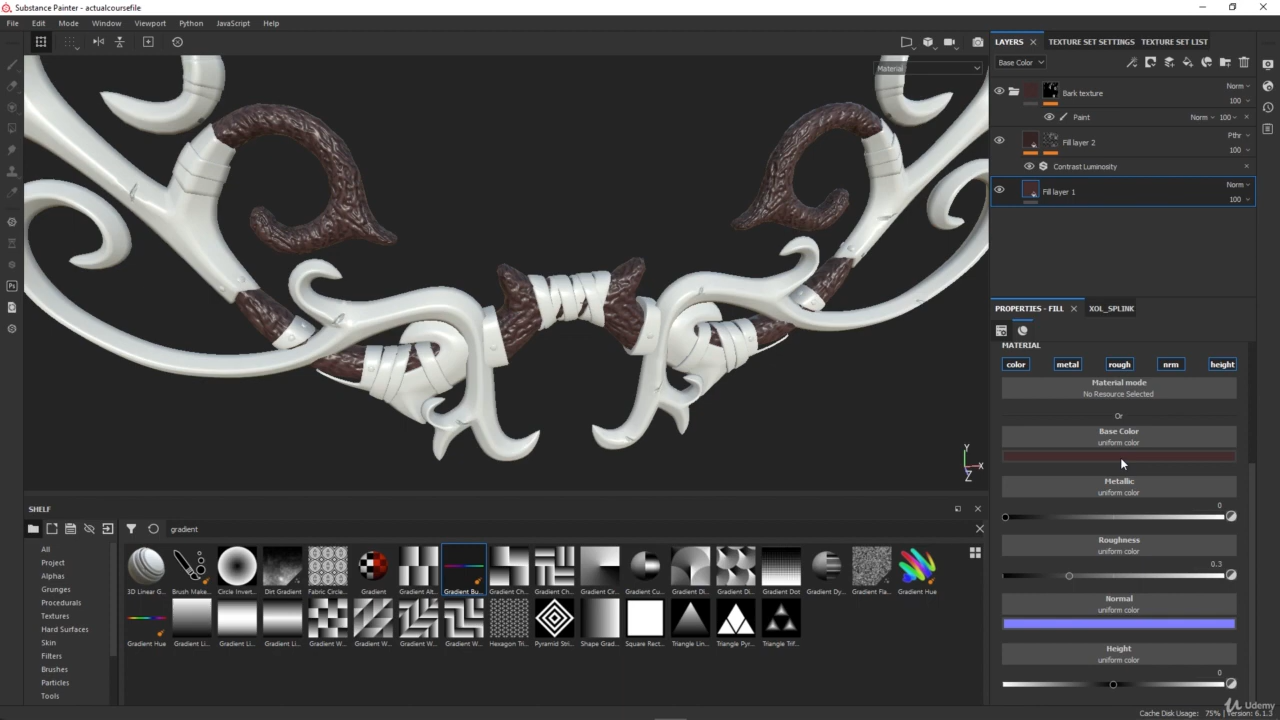 Substance Painter - actualcoursefile
File Edit Mode Window Viewport Python JavaScript Help
Material
LAYERS TEXTURE SET SETTINGS TEXTURE SET LIST
Base Color
Bark texture Norm 100
Paint Norm 100
Fill layer 2 Pthr 100
Contrast Luminosity
Fill layer 1 Norm 100
PROPERTIES - FILL XOL_SPLINK
MATERIAL
color metal rough nrm height
Material mode
No Resource Selected
Or
Base Color
uniform color
Metallic
uniform color
0
Roughness
uniform color
0.3
Normal
uniform color
Height
uniform color
0
Y
X
Z
SHELF
Ps
gradient
All
Project
Alphas
Grunges
Procedurals
Textures
Hard Surfaces
Skin
Filters
Brushes
Particles
Tools
3D Linear G... Brush Make... Circle Invert... Dirt Gradient Fabric Circle... Gradient Gradient Alt... Gradient Bu... Gradient Ch... Gradient Ch... Gradient Cir... Gradient Cu... Gradient Di... Gradient Di... Gradient Dot Gradient Dy... Gradient Fla... Gradient Hue
Gradient Hue Gradient Li... Gradient Li... Gradient Li... Gradient W... Gradient W... Gradient W... Gradient W... Hexagon Tri... Pyramid Stri... Shape Grad... Square Rect... Triangle Lin... Triangle Pyr... Triangle Trif...
Cache Disk Usage: 75% | Version: 6.1.3
Udemy